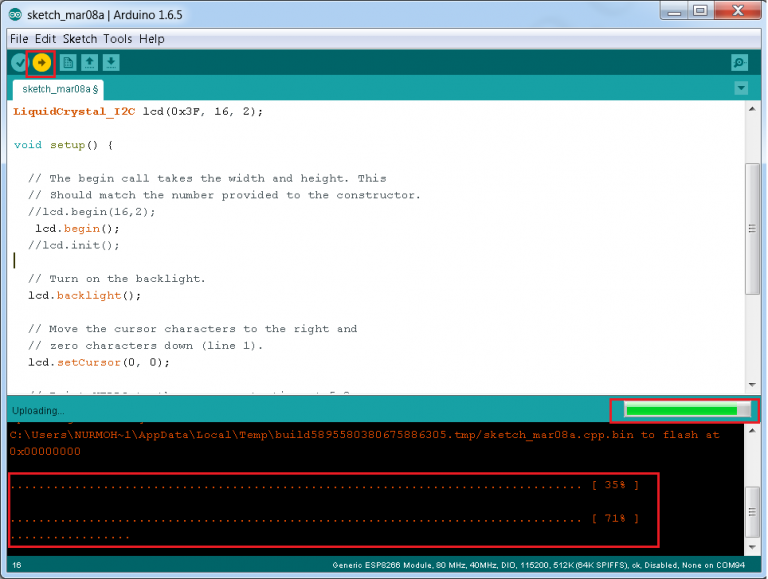 sketch_mar08a | Arduino 1.6.5
File Edit Sketch Tools Help
sketch_mar08a §
LiquidCrystal_I2C lcd(0x3F, 16, 2);
void setup() {
// The begin call takes the width and height. This
// Should match the number provided to the constructor.
//lcd.begin(16,2);
lcd.begin();
//lcd.init();
// Turn on the backlight.
lcd.backlight();
// Move the cursor characters to the right and
// zero characters down (line 1).
lcd.setCursor(0, 0);
Uploading...
C:\Users\NURMOH~1\AppData\Local\Temp\build5895580380675886305.tmp/sketch_mar08a.cpp.bin to flash at
0x00000000
................................................................................ [ 35% ]
................................................................................ [ 71% ]
.................
16 Generic ESP8266 Module, 80 MHz, 40MHz, DIO, 115200, 512K (64K SPIFFS), ck, Disabled, None on COM94